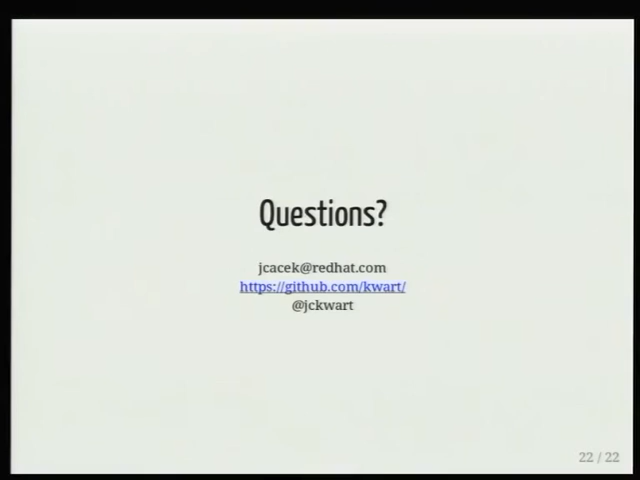 Questions?
jcacek@redhat.com
https://github.com/kwart/
@jckwart
22 / 22